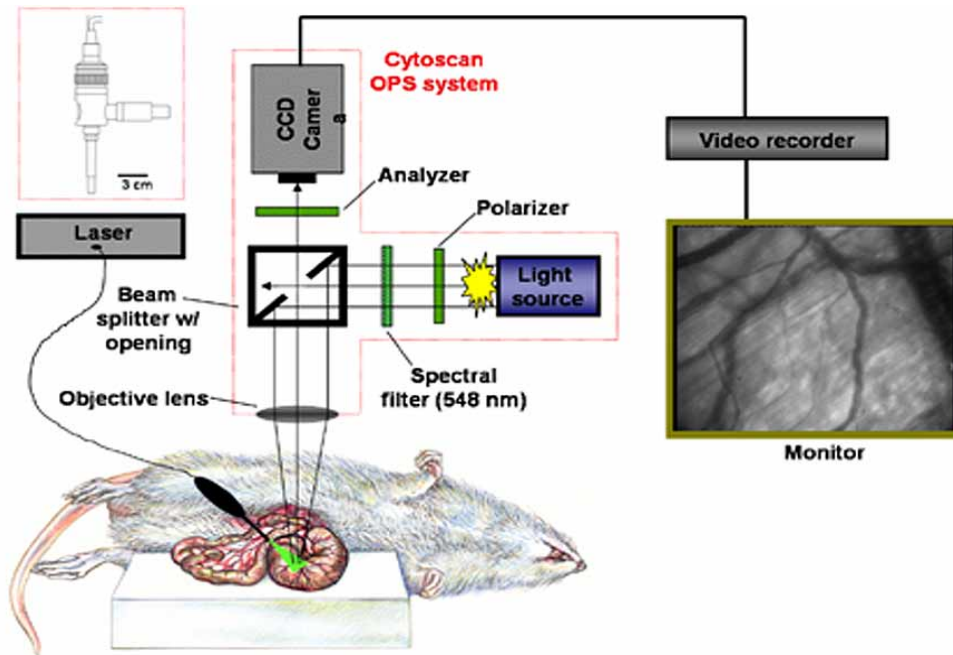 Cytoscan
OPS system
CCD
Camer
a
3 cm
Analyzer
Video recorder
Polarizer
Laser
Light
source
Beam
splitter w/
opening
Spectral
filter (548 nm)
Objective lens
Monitor